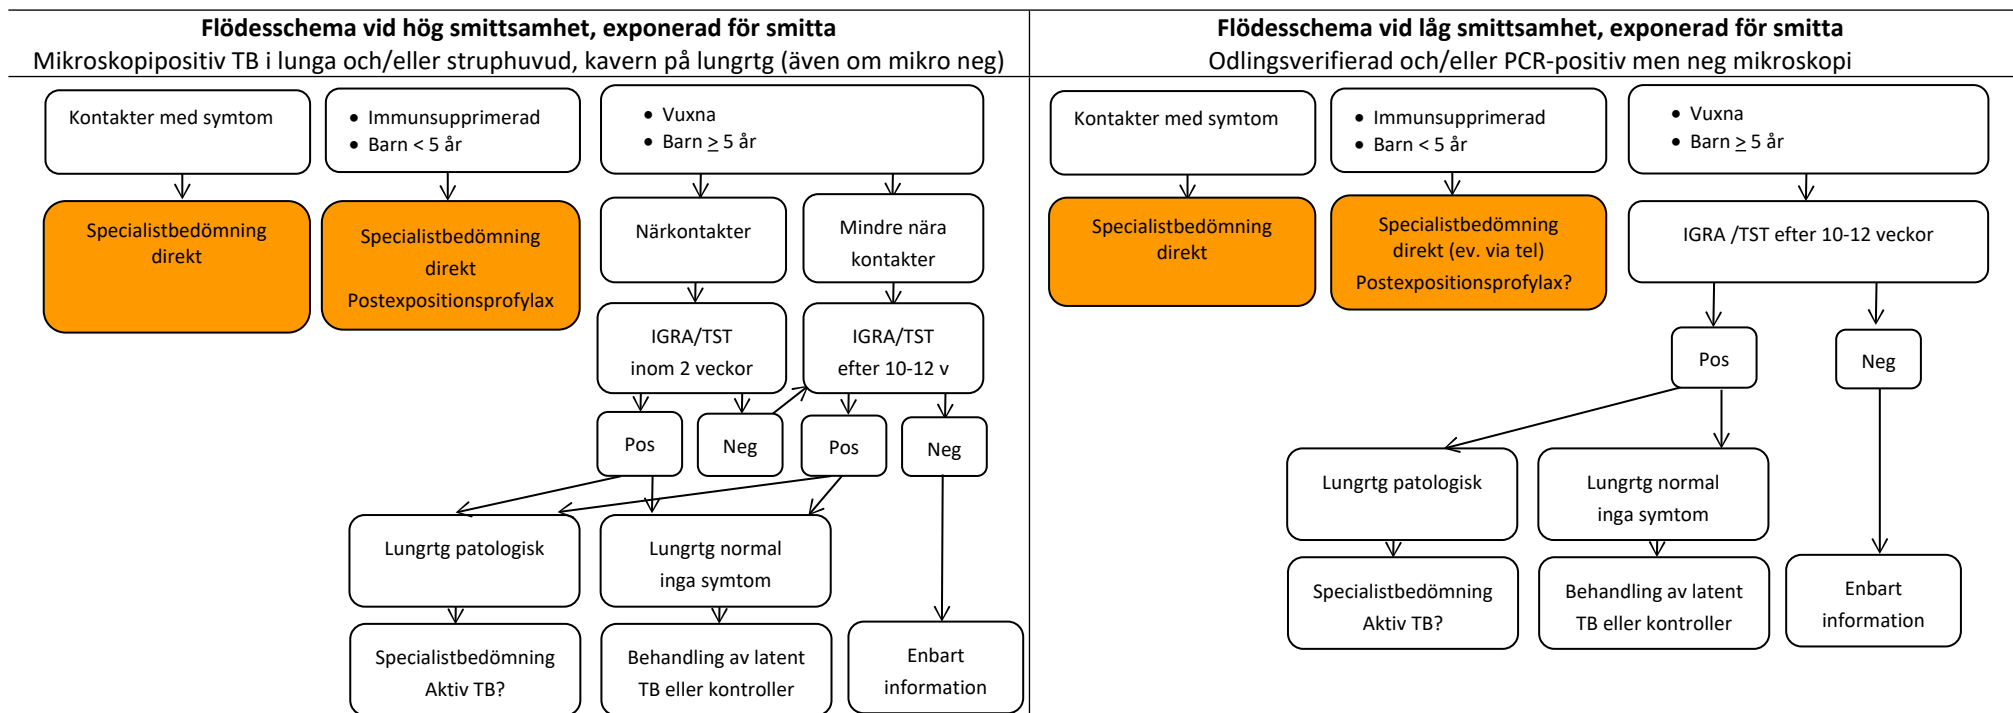 Flödesschema vid hög smittsamhet, exponerad för smitta
Mikroskopipositiv TB i lunga och/eller struphuvud, kavern på lungrtg (även om mikro neg)
Kontakter med symtom
• Immunsupprimerad
• Barn < 5 år
• Vuxna
• Barn ≥ 5 år
Specialistbedömning
direkt
Specialistbedömning
direkt
Postexpositionsprofylax
Närkontakter
Mindre nära
kontakter
IGRA/TST
inom 2 veckor
IGRA/TST
efter 10-12 v
Pos
Neg
Pos
Neg
Lungrtg patologisk
Lungrtg normal
inga symtom
Specialistbedömning
Aktiv TB?
Behandling av latent
TB eller kontroller
Enbart
information
Flödesschema vid låg smittsamhet, exponerad för smitta
Odlingsverifierad och/eller PCR-positiv men neg mikroskopi
Kontakter med symtom
• Immunsupprimerad
• Barn < 5 år
• Vuxna
• Barn ≥ 5 år
Specialistbedömning
direkt
Specialistbedömning
direkt (ev. via tel)
Postexpositionsprofylax?
IGRA /TST efter 10-12 veckor
Pos
Neg
Lungrtg patologisk
Lungrtg normal
inga symtom
Specialistbedömning
Aktiv TB?
Behandling av latent
TB eller kontroller
Enbart
information